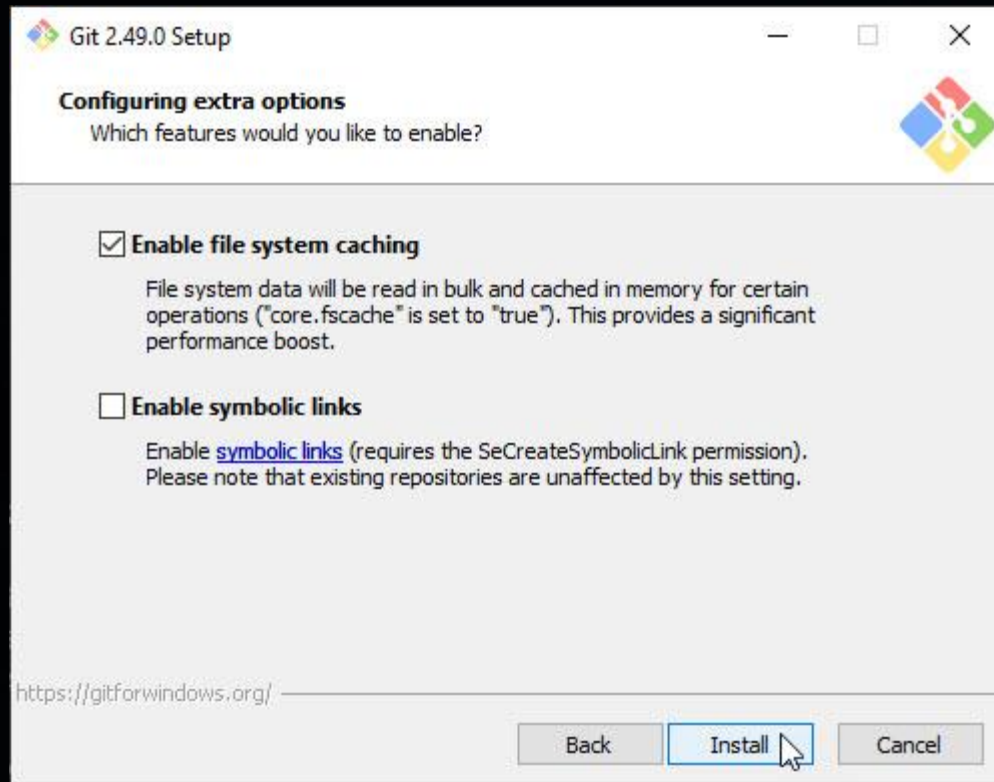 Git 2.49.0 Setup
Configuring extra options
Which features would you like to enable?
Enable file system caching
File system data will be read in bulk and cached in memory for certain
operations ("core.fscache" is set to "true"). This provides a significant
performance boost.
Enable symbolic links
Enable symbolic links (requires the SeCreateSymbolicLink permission).
Please note that existing repositories are unaffected by this setting.
https://gitforwindows.org/
Back Install Cancel